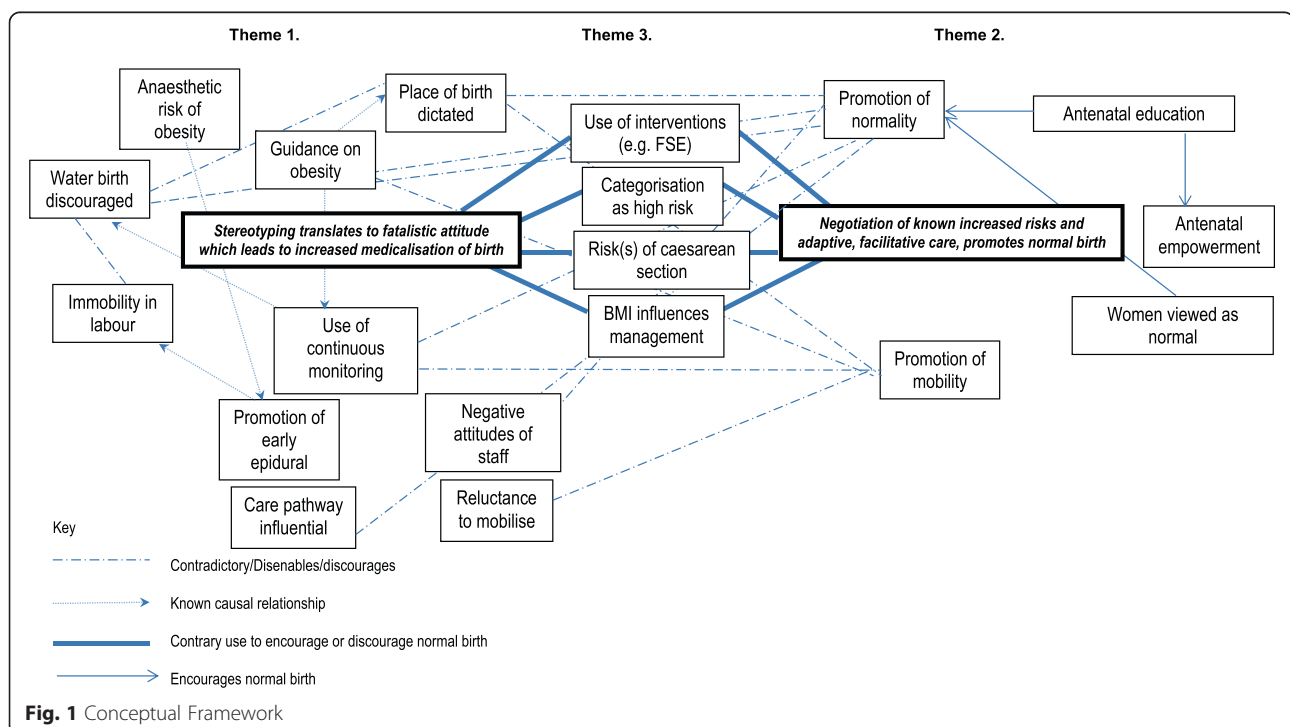 Theme 1.
Theme 3.
Theme 2.
Anaesthetic
risk of
obesity
Place of birth
dictated
Promotion of
normality
Antenatal education
Use of interventions
(e.g. FSE)
Guidance on
obesity
Water birth
discouraged
Categorisation
as high risk
Stereotyping translates to fatalistic attitude
which leads to increased medicalisation of birth
Negotiation of known increased risks and
adaptive, facilitative care, promotes normal birth
Antenatal
empowerment
Risk(s) of caesarean
section
Immobility in
labour
BMI influences
management
Women viewed as
normal
Use of
continuous
monitoring
Promotion of
mobility
Promotion of
early
epidural
Negative
attitudes of
staff
Care pathway
influential
Reluctance
to mobilise
Key
Contradictory/Disenables/discourages
Known causal relationship
Contrary use to encourage or discourage normal birth
Encourages normal birth
Fig. 1 Conceptual Framework